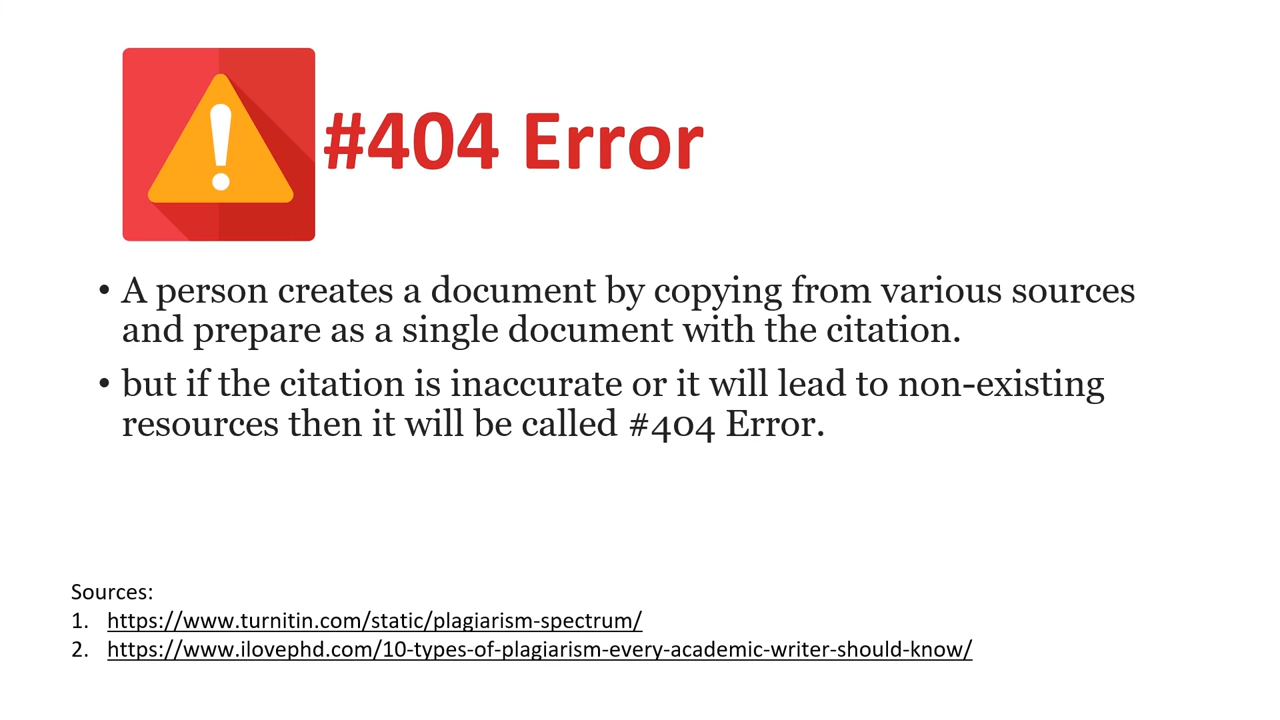 #404 Error
• A person creates a document by copying from various sources
and prepare as a single document with the citation.
• but if the citation is inaccurate or it will lead to non-existing
resources then it will be called #404 Error.
Sources:
1. https://www.turnitin.com/static/plagiarism-spectrum/
2. https://www.ilovephd.com/10-types-of-plagiarism-every-academic-writer-should-know/